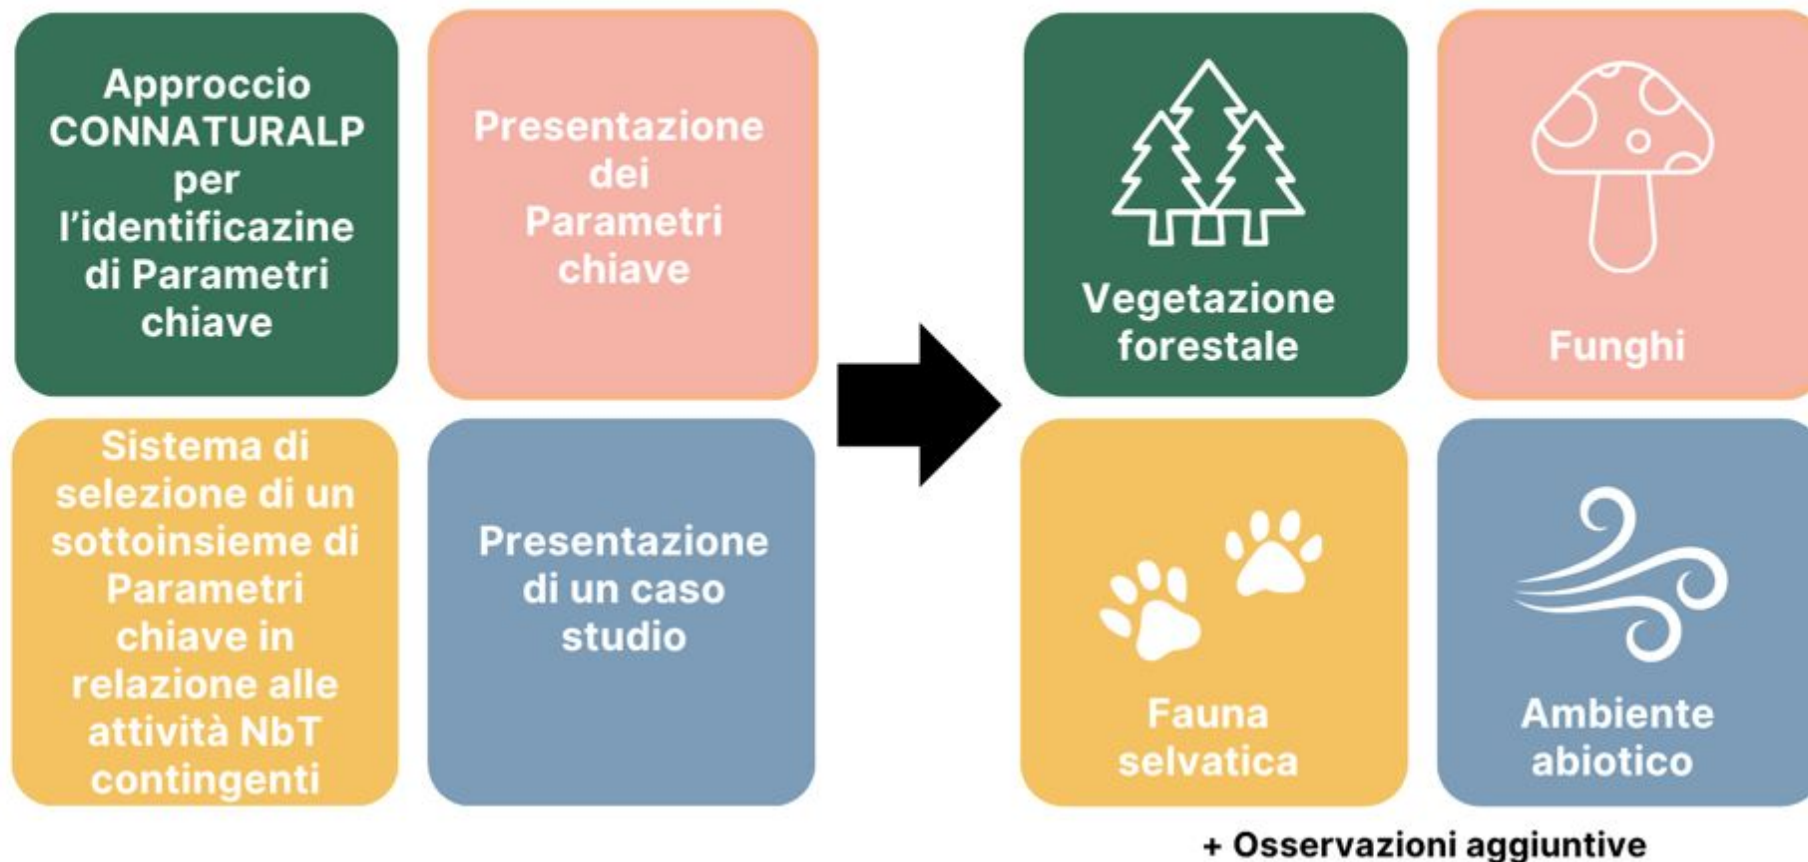 Approccio
CONNATURALP
per
l'identificazine
di Parametri
chiave
Presentazione
dei
Parametri
chiave
Sistema di
selezione di un
sottoinsieme di
Parametri
chiave in
relazione alle
attività NbT
contingenti
Presentazione
di un caso
studio
Vegetazione
forestale
Funghi
Fauna
selvatica
Ambiente
abiotico
+ Osservazioni aggiuntive